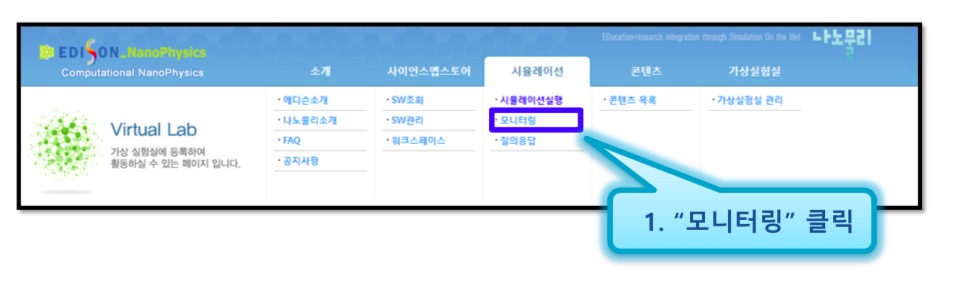 EDucation-research Integration through Simulation On the Net
나노물리
EDISON_NanoPhysics
Computational NanoPhysics
소개 사이언스앱스토어 시뮬레이션 콘텐츠 가상실험실
· 에디슨소개 · SW조회 · 시뮬레이션실행 · 콘텐츠 목록 · 가상실험실 관리
· 나노물리소개 · SW관리 · 모니터링
· FAQ · 워크스페이스 · 질의응답
· 공지사항
Virtual Lab
가상 실험실에 등록하여
활동하실 수 있는 페이지 입니다.
1. “모니터링” 클릭